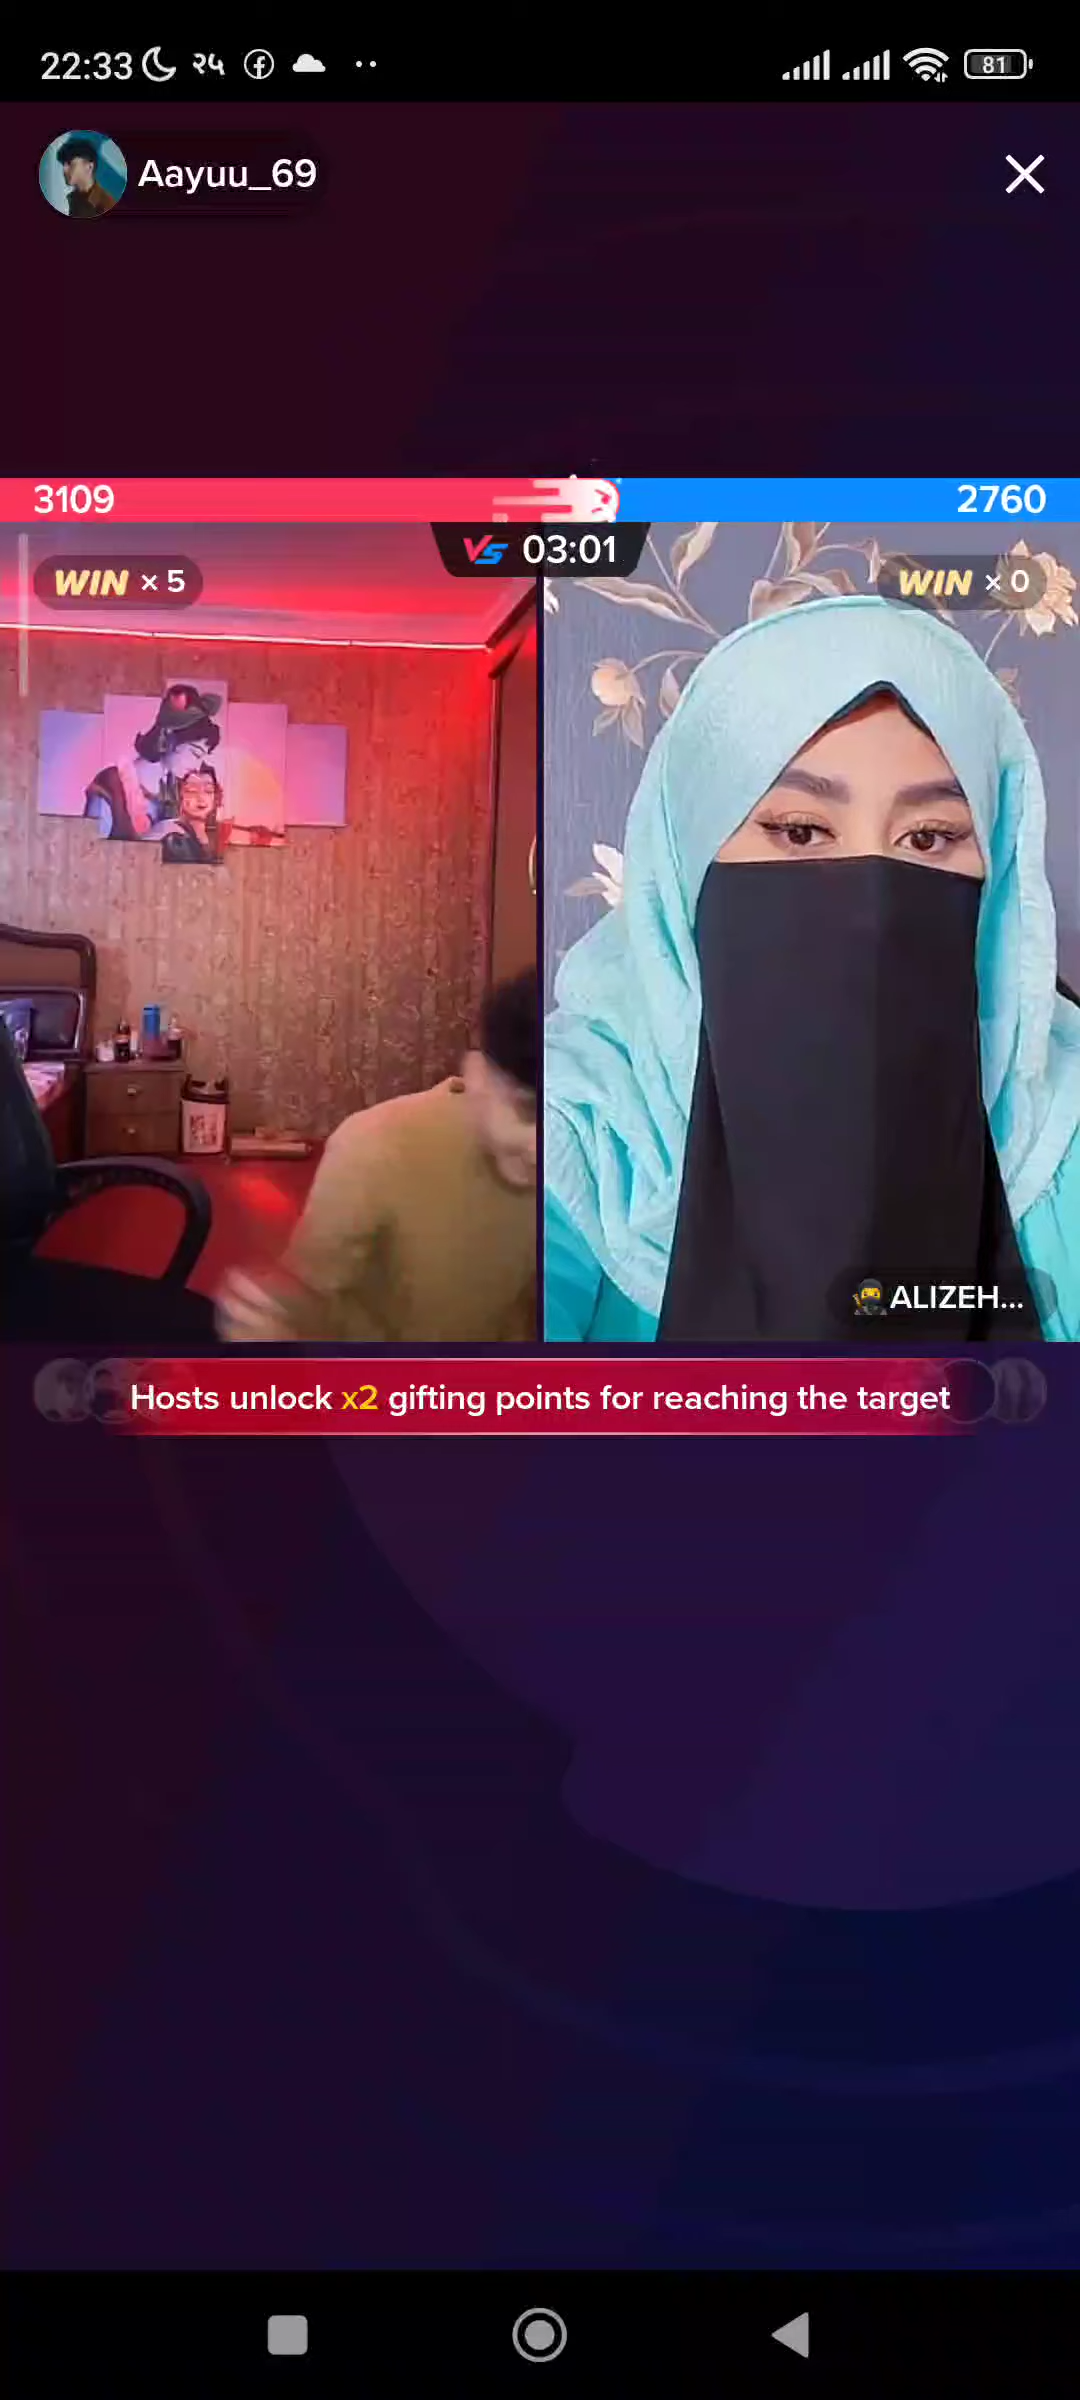 22:33 २५ 81
Aayuu_69
3109 2760
VS 03:01
WIN × 5 WIN × 0
ALIZEH...
Hosts unlock x2 gifting points for reaching the target